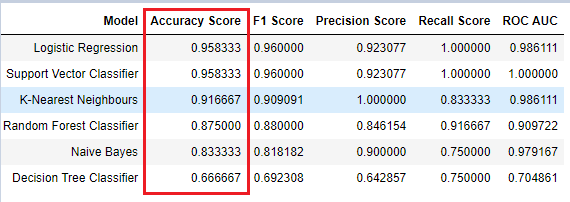 Model Accuracy Score F1 Score Precision Score Recall Score ROC AUC
Logistic Regression 0.958333 0.960000 0.923077 1.000000 0.986111
Support Vector Classifier 0.958333 0.960000 0.923077 1.000000 1.000000
K-Nearest Neighbours 0.916667 0.909091 1.000000 0.833333 0.986111
Random Forest Classifier 0.875000 0.880000 0.846154 0.916667 0.909722
Naive Bayes 0.833333 0.818182 0.900000 0.750000 0.979167
Decision Tree Classifier 0.666667 0.692308 0.642857 0.750000 0.704861